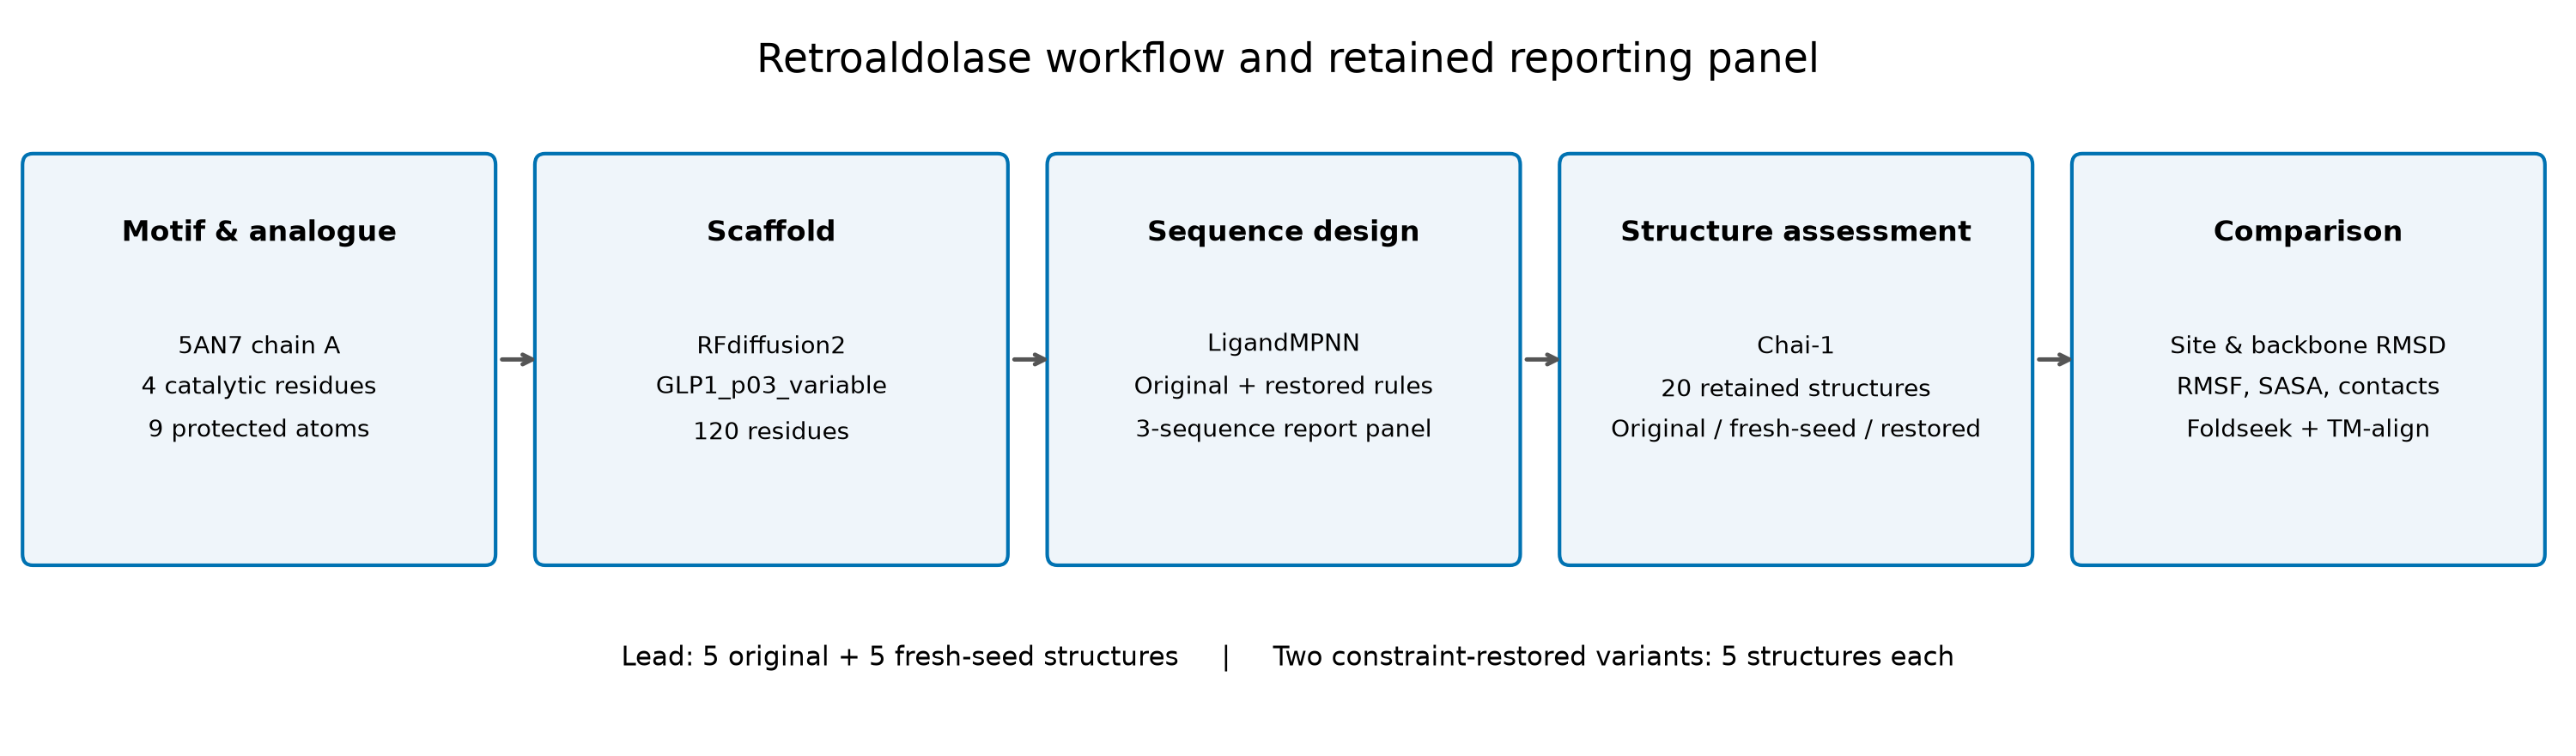 Retroaldolase workflow and retained reporting panel
Motif & analogue
5AN7 chain A
4 catalytic residues
9 protected atoms
Scaffold
RFdiffusion2
GLP1_p03_variable
120 residues
Sequence design
LigandMPNN
Original + restored rules
3-sequence report panel
Structure assessment
Chai-1
20 retained structures
Original / fresh-seed / restored
Comparison
Site & backbone RMSD
RMSF, SASA, contacts
Foldseek + TM-align
Lead: 5 original + 5 fresh-seed structures | Two constraint-restored variants: 5 structures each